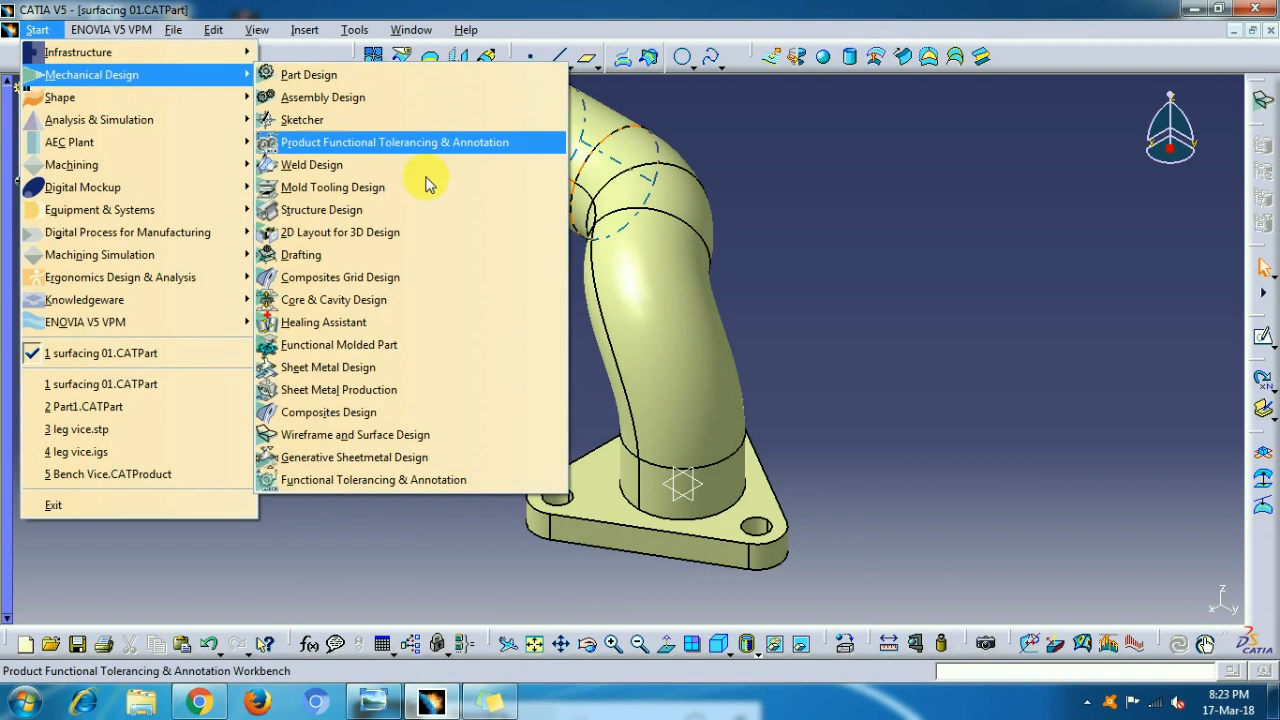 CATIA V5 - [surfacing 01.CATPart]
Start ENOVIA V5 VPM File Edit View Insert Tools Window Help
Infrastructure
Mechanical Design
Shape
Analysis & Simulation
AEC Plant
Machining
Digital Mockup
Equipment & Systems
Digital Process for Manufacturing
Machining Simulation
Ergonomics Design & Analysis
Knowledgeware
ENOVIA V5 VPM
1 surfacing 01.CATPart
1 surfacing 01.CATPart
2 Part1.CATPart
3 leg vice.stp
4 leg vice.igs
5 Bench Vice.CATProduct
Exit
Part Design
Assembly Design
Sketcher
Product Functional Tolerancing & Annotation
Weld Design
Mold Tooling Design
Structure Design
2D Layout for 3D Design
Drafting
Composites Grid Design
Core & Cavity Design
Healing Assistant
Functional Molded Part
Sheet Metal Design
Sheet Metal Production
Composites Design
Wireframe and Surface Design
Generative Sheetmetal Design
Functional Tolerancing & Annotation
z
x y
f(x)
CATIA
Product Functional Tolerancing & Annotation Workbench
8:23 PM
17-Mar-18